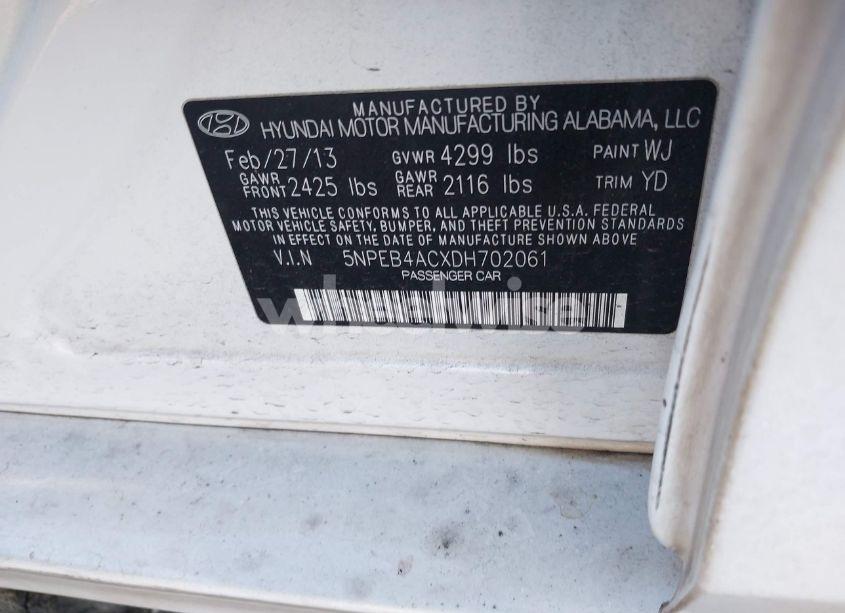 MANUFACTURED BY
HYUNDAI MOTOR MANUFACTURING ALABAMA, LLC
Feb/27/13 GVWR 4299 lbs PAINT WJ
GAWR FRONT 2425 lbs GAWR REAR 2116 lbs TRIM YD
THIS VEHICLE CONFORMS TO ALL APPLICABLE U.S.A. FEDERAL
MOTOR VEHICLE SAFETY, BUMPER, AND THEFT PREVENTION STANDARDS
IN EFFECT ON THE DATE OF MANUFACTURE SHOWN ABOVE
V.I.N 5NPEB4ACXDH702061
PASSENGER CAR
wheelwise